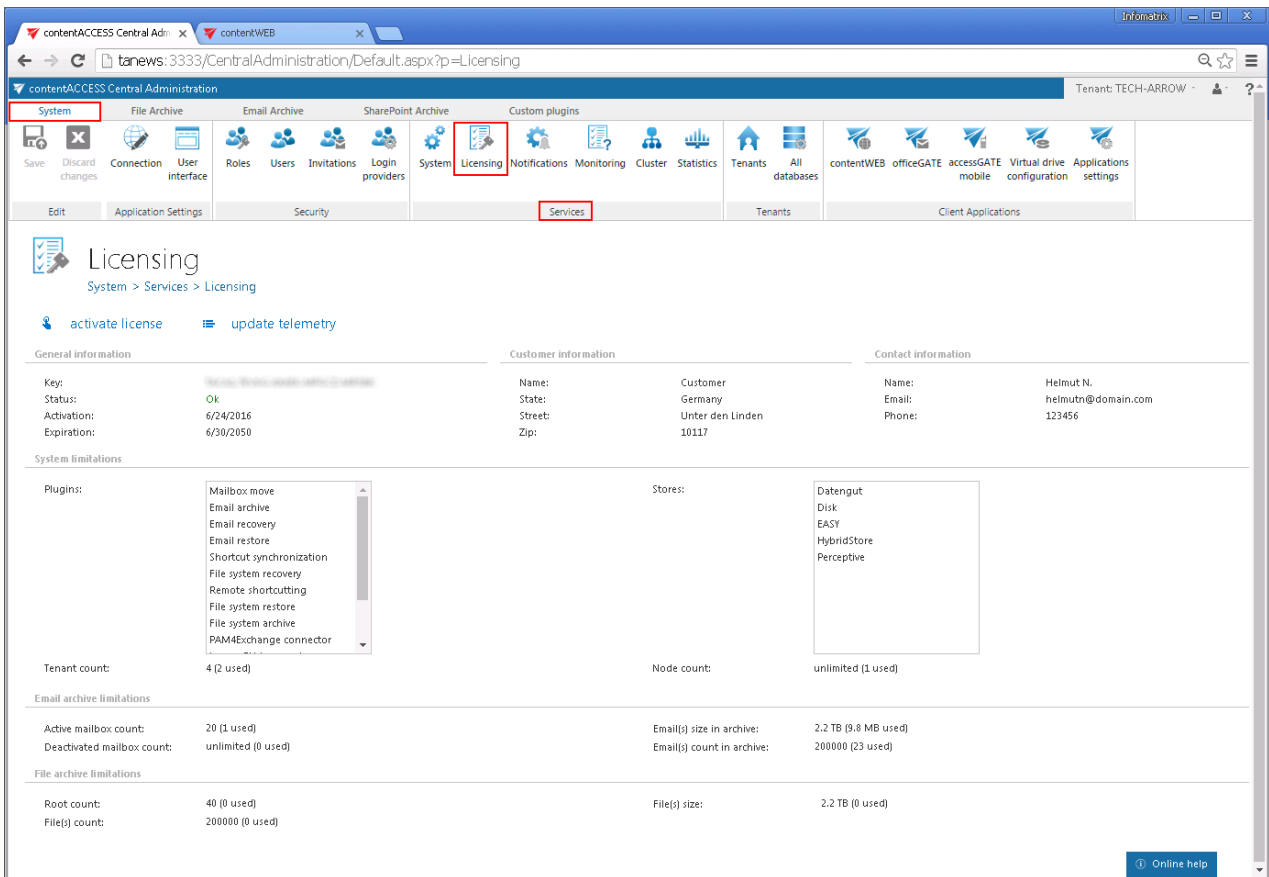 Infomatrix
contentACCESS Central Adm
contentWEB
tanews:3333/CentralAdministration/Default.aspx?p=Licensing
contentACCESS Central Administration
Tenant: TECH-ARROW
?
System File Archive Email Archive SharePoint Archive Custom plugins
Save
Discard changes
Connection
User interface
Roles
Users
Invitations
Login providers
System
Licensing
Notifications
Monitoring
Cluster
Statistics
Tenants
All databases
contentWEB
officeGATE
accessGATE mobile
Virtual drive configuration
Applications settings
Edit Application Settings Security Services Tenants Client Applications
Licensing
System > Services > Licensing
activate license update telemetry
General information Customer information Contact information
Key:
Name: Customer
Name: Helmut N.
Status: Ok
State: Germany
Email: helmutn@domain.com
Activation: 6/24/2016
Street: Unter den Linden
Phone: 123456
Expiration: 6/30/2050
Zip: 10117
System limitations
Plugins:
Mailbox move
Email archive
Email recovery
Email restore
Shortcut synchronization
File system recovery
Remote shortcutting
File system restore
File system archive
PAM4Exchange connector
Stores:
Datengut
Disk
EASY
HybridStore
Perceptive
Tenant count: 4 (2 used)
Node count: unlimited (1 used)
Email archive limitations
Active mailbox count: 20 (1 used)
Email(s) size in archive: 2.2 TB (9.8 MB used)
Deactivated mailbox count: unlimited (0 used)
Email(s) count in archive: 200000 (23 used)
File archive limitations
Root count: 40 (0 used)
File(s) size: 2.2 TB (0 used)
File(s) count: 200000 (0 used)
Online help